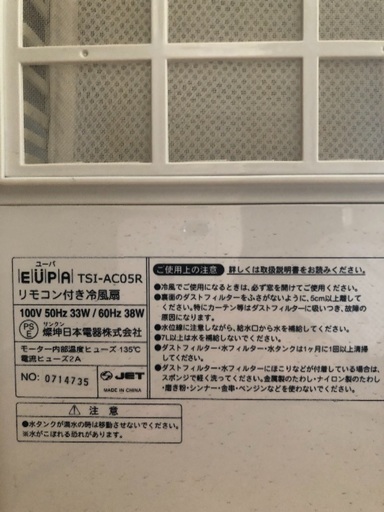 ユーパ
EUPA TSI-AC05R
リモコン付き冷風扇
100V 50Hz 33W / 60Hz 38W
PS E
サンクン
燦坤日本電器株式会社
モーター内部温度ヒューズ 135℃
電流ヒューズ2A
NO: 0714735 JET
MADE IN CHINA
ご使用上の注意 詳しくは取扱説明書をお読みください。
●冷風でご使用になるときは、必ず窓を開けてご使用ください。
●裏面のダストフィルターをふさがないように、5cm以上離してください。特にカーテン等はダストフィルターに吸いつき、故障の原因になります。
●水位線に注意しながら、給水口から水を補給してください。
●7L以上は水を補給しないでください。
●ダストフィルター・水フィルター・水タンクは1ヶ月に1回以上清掃してください。
●ダストフィルター・水フィルターにほこりなどが付着している場合は、スポンジで軽く洗ってください。金属製のたわし・ナイロン製のたわし・磨き粉・シンナー・金串・ベンジンなどを使わないでください。
⚠ 注意
●水タンクが満水の時は移動させないでください。
※水がこぼれる恐れがあります。